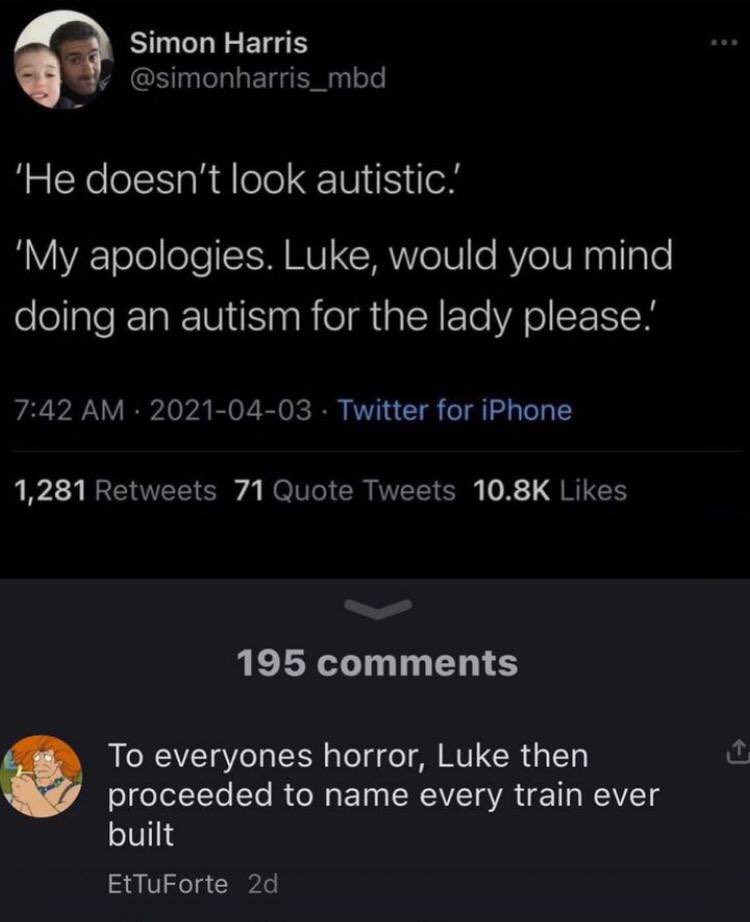 Simon Harris
@simonharris_mbd
'He doesn't look autistic.'
'My apologies. Luke, would you mind
doing an autism for the lady please.'
7:42 AM · 2021-04-03 · Twitter for iPhone
1,281 Retweets 71 Quote Tweets 10.8K Likes
195 comments
To everyones horror, Luke then
proceeded to name every train ever
built
EtTuForte 2d